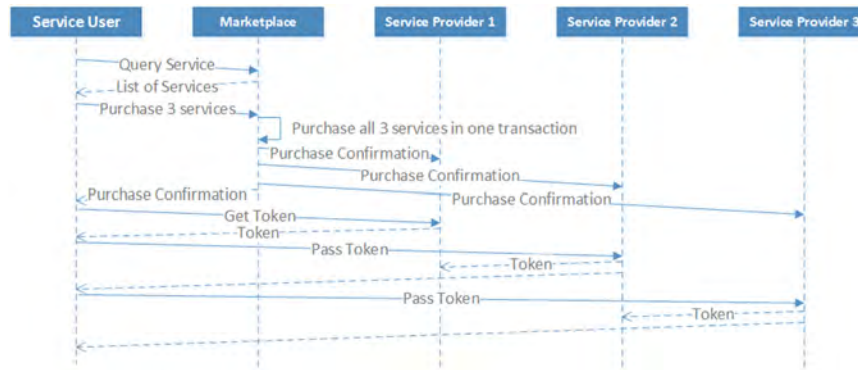 Service User
Marketplace
Service Provider 1
Service Provider 2
Service Provider 3
Query Service
List of Services
Purchase 3 services
Purchase all 3 services in one transaction
Purchase Confirmation
Purchase Confirmation
Purchase Confirmation
Purchase Confirmation
Get Token
Token
Pass Token
Token
Pass Token
Token